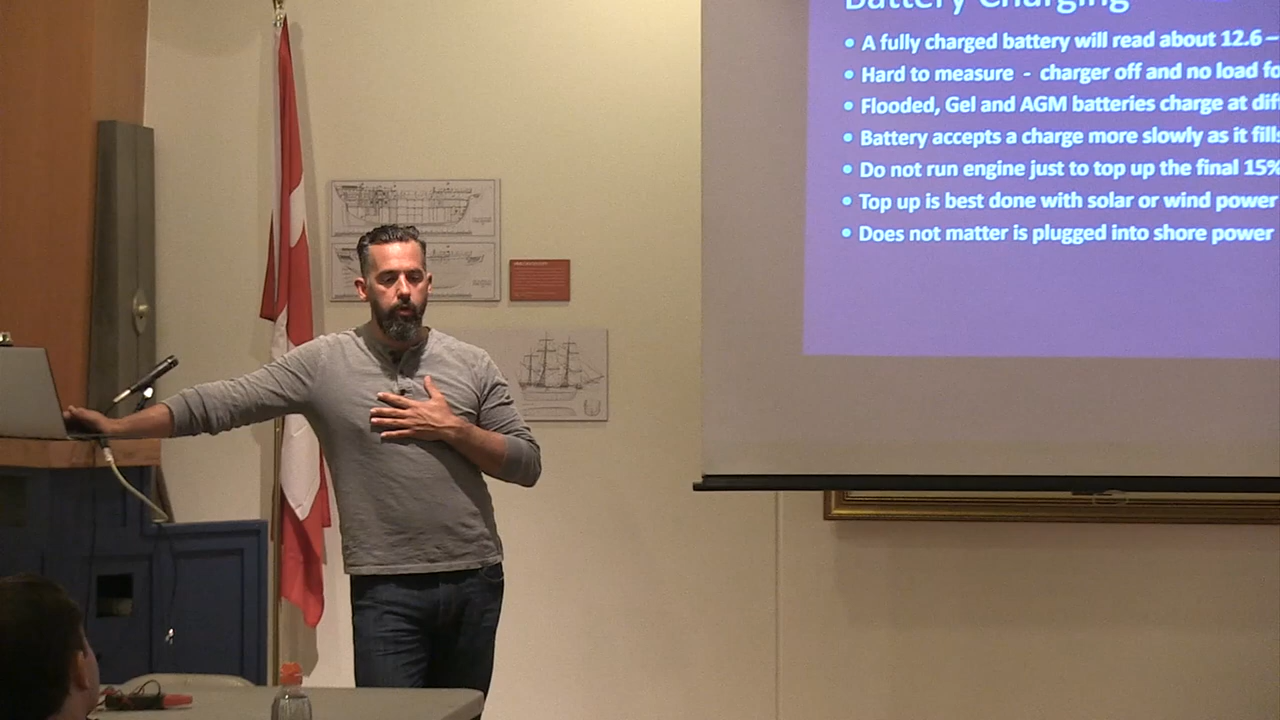 Battery Charging
• A fully charged battery will read about 12.6 –
• Hard to measure - charger off and no load fo
• Flooded, Gel and AGM batteries charge at dif
• Battery accepts a charge more slowly as it fills
• Do not run engine just to top up the final 15%
• Top up is best done with solar or wind power
• Does not matter is plugged into shore power